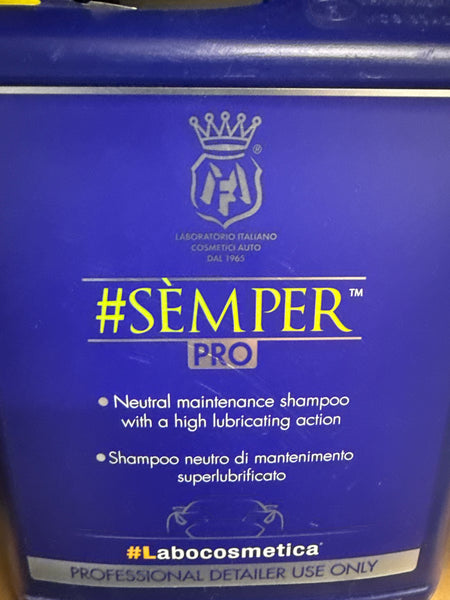 ®
LABORATORIO ITALIANO
COSMETICI AUTO
DAL 1965
#SÈMPER™
PRO
• Neutral maintenance shampoo
with a high lubricating action
• Shampoo neutro di mantenimento
superlubrificato
#Labocosmetica®
PROFESSIONAL DETAILER USE ONLY